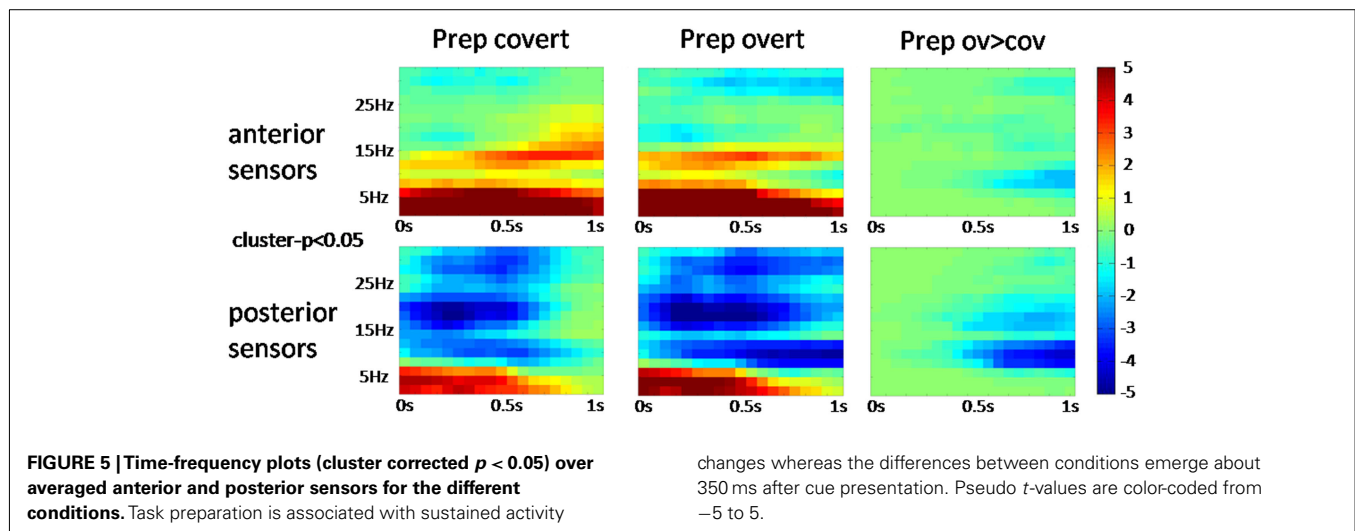 Prep covert Prep overt Prep ov>cov
anterior
sensors
25Hz
15Hz
5Hz
0s 0.5s 1s
0s 0.5s 1s
0s 0.5s 1s
5
4
3
2
1
0
-1
-2
-3
-4
-5
cluster-p<0.05
posterior
sensors
25Hz
15Hz
5Hz
0s 0.5s 1s
0s 0.5s 1s
0s 0.5s 1s
FIGURE 5 | Time-frequency plots (cluster corrected p < 0.05) over
averaged anterior and posterior sensors for the different
conditions. Task preparation is associated with sustained activity
changes whereas the differences between conditions emerge about
350 ms after cue presentation. Pseudo t-values are color-coded from
−5 to 5.